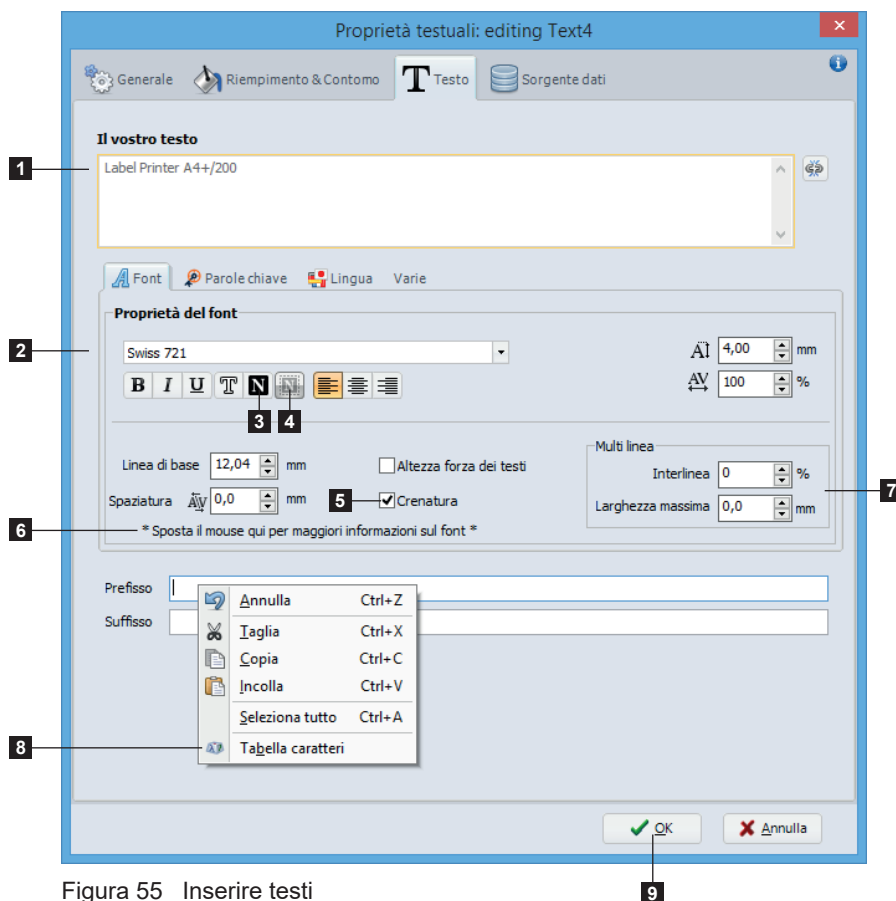 Proprietà testuali: editing Text4
Generale Riempimento & Contomo Testo Sorgente dati
Il vostro testo
1 Label Printer A4+/200
Font Parole chiave Lingua Varie
Proprietà del font
2 Swiss 721 4,00 mm
B I U T N N AV 100 %
3 4
Multi linea
Linea di base 12,04 mm Altezza forza dei testi Interlinea 0 %
7
Spaziatura AV 0,0 mm 5 Crenatura Larghezza massima 0,0 mm
6 * Sposta il mouse qui per maggiori informazioni sul font *
Prefisso
Annulla Ctrl+Z
Suffisso
Taglia Ctrl+X
Copia Ctrl+C
Incolla Ctrl+V
Seleziona tutto Ctrl+A
8 Tabella caratteri
OK Annulla
Figura 55 Inserire testi 9